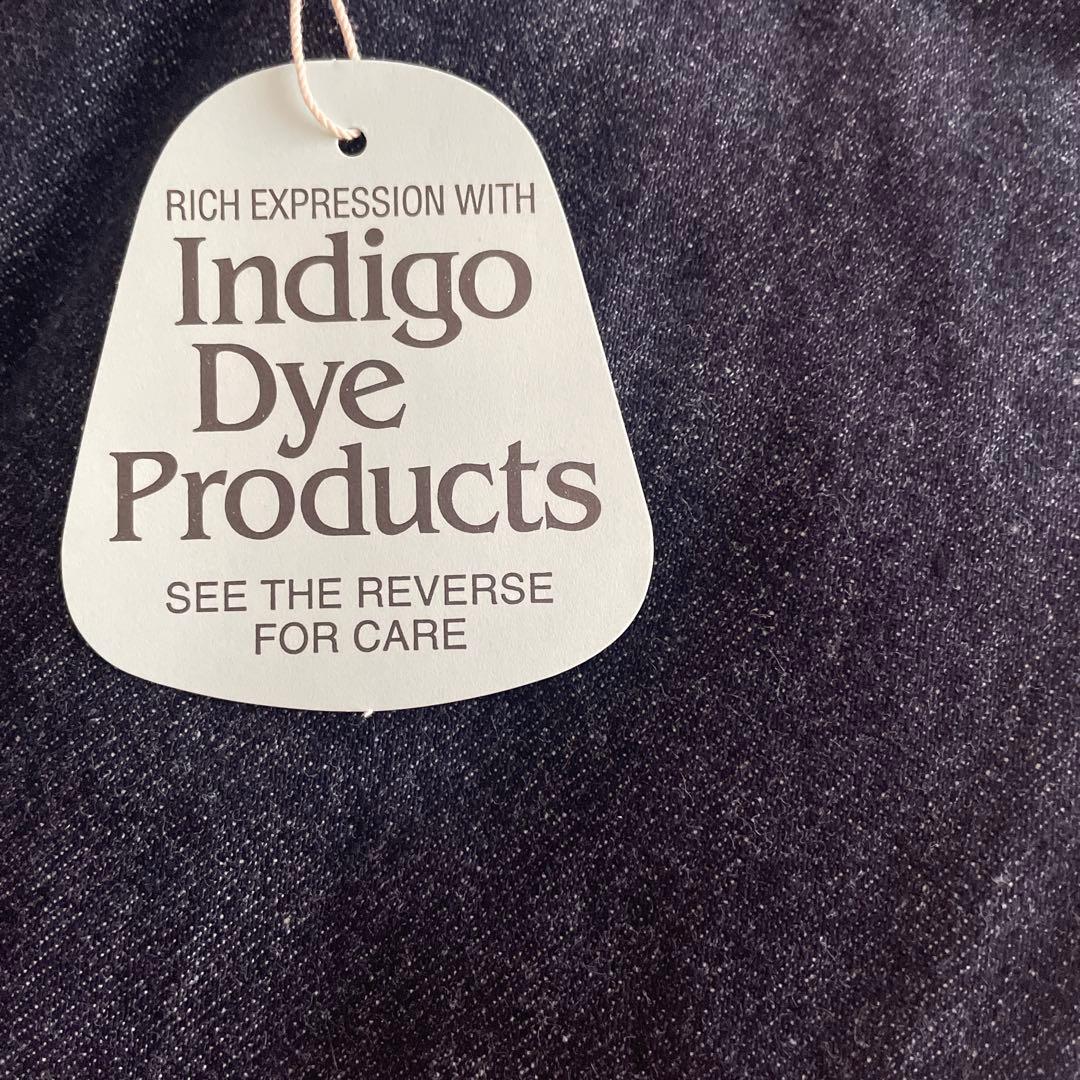 RICH EXPRESSION WITH
Indigo
Dye
Products
SEE THE REVERSE
FOR CARE